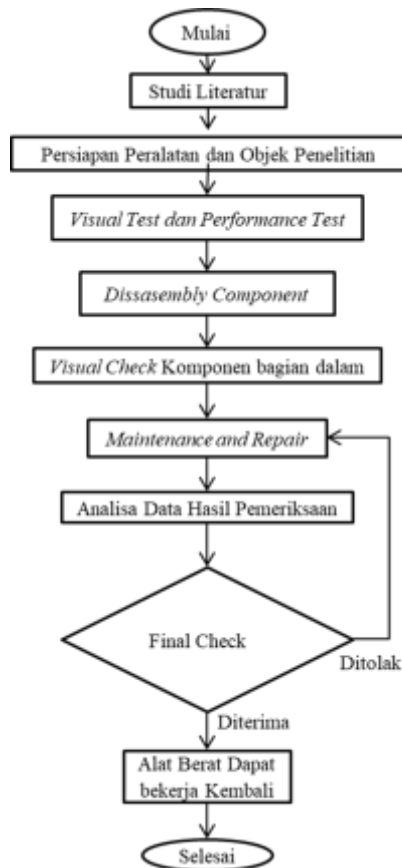 Mulai
Studi Literatur
Persiapan Peralatan dan Objek Penelitian
Visual Test dan Performance Test
Dissasembly Component
Visual Check Komponen bagian dalam
Maintenance and Repair
Analisa Data Hasil Pemeriksaan
Final Check
Ditolak
Diterima
Alat Berat Dapat
bekerja Kembali
Selesai